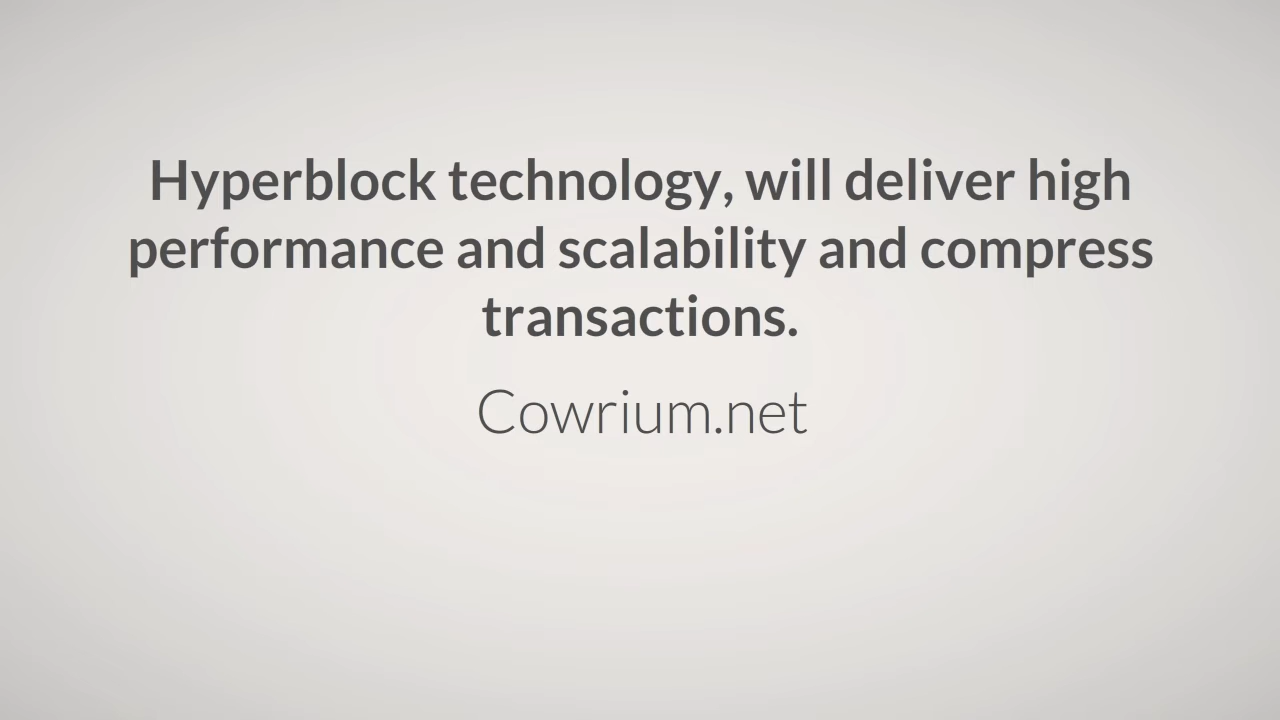 Hyperblock technology, will deliver high
performance and scalability and compress
transactions.
Cowrium.net